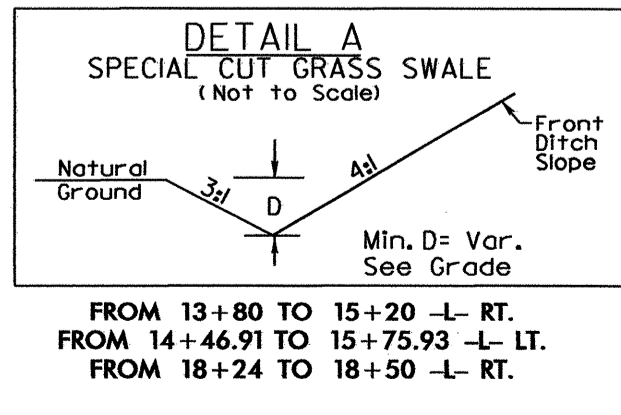 DETAIL A
SPECIAL CUT GRASS SWALE
(Not to Scale)
Natural
Ground
3:1
D
4:1
Front
Ditch
Slope
Min. D= Var.
See Grade
FROM 13+80 TO 15+20 -L- RT.
FROM 14+46.91 TO 15+75.93 -L- LT.
FROM 18+24 TO 18+50 -L- RT.